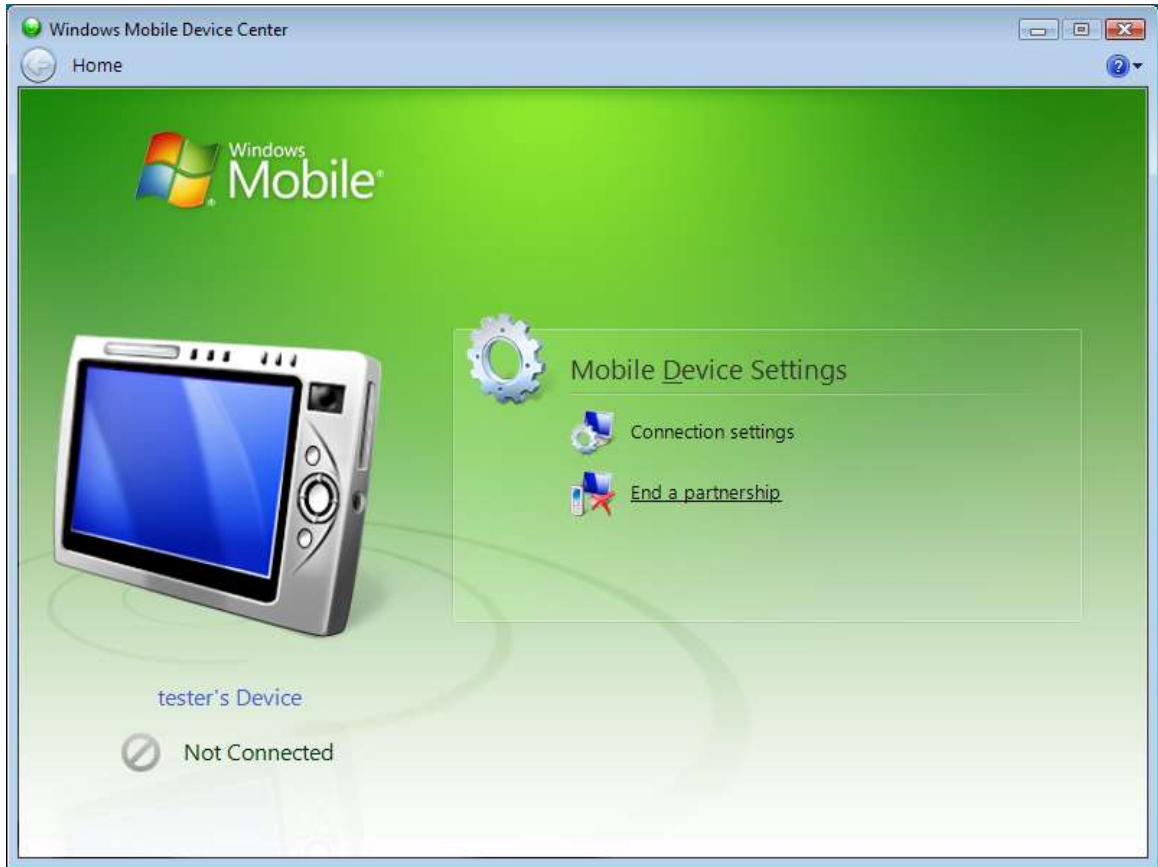 Windows Mobile Device Center
Home
Windows
Mobile®
Mobile Device Settings
Connection settings
End a partnership
tester's Device
Not Connected